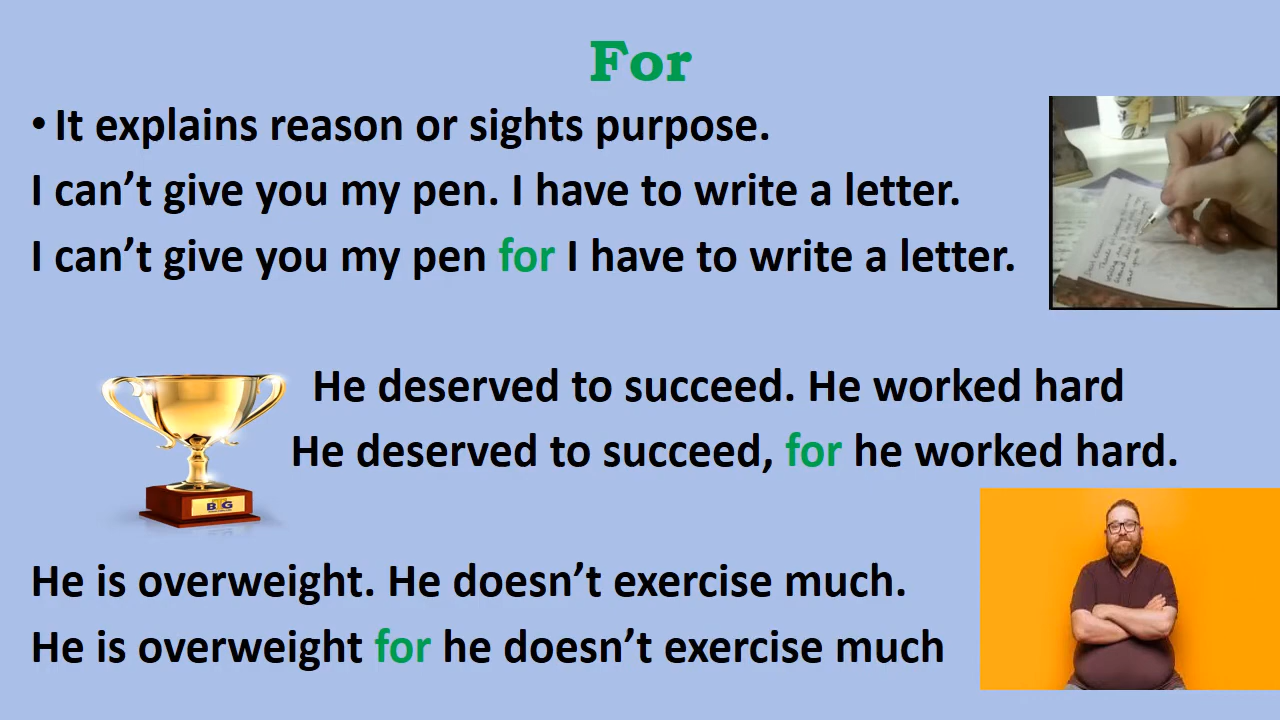 For
• It explains reason or sights purpose.
I can’t give you my pen. I have to write a letter.
I can’t give you my pen for I have to write a letter.
He deserved to succeed. He worked hard
He deserved to succeed, for he worked hard.
BTG
He is overweight. He doesn’t exercise much.
He is overweight for he doesn’t exercise much